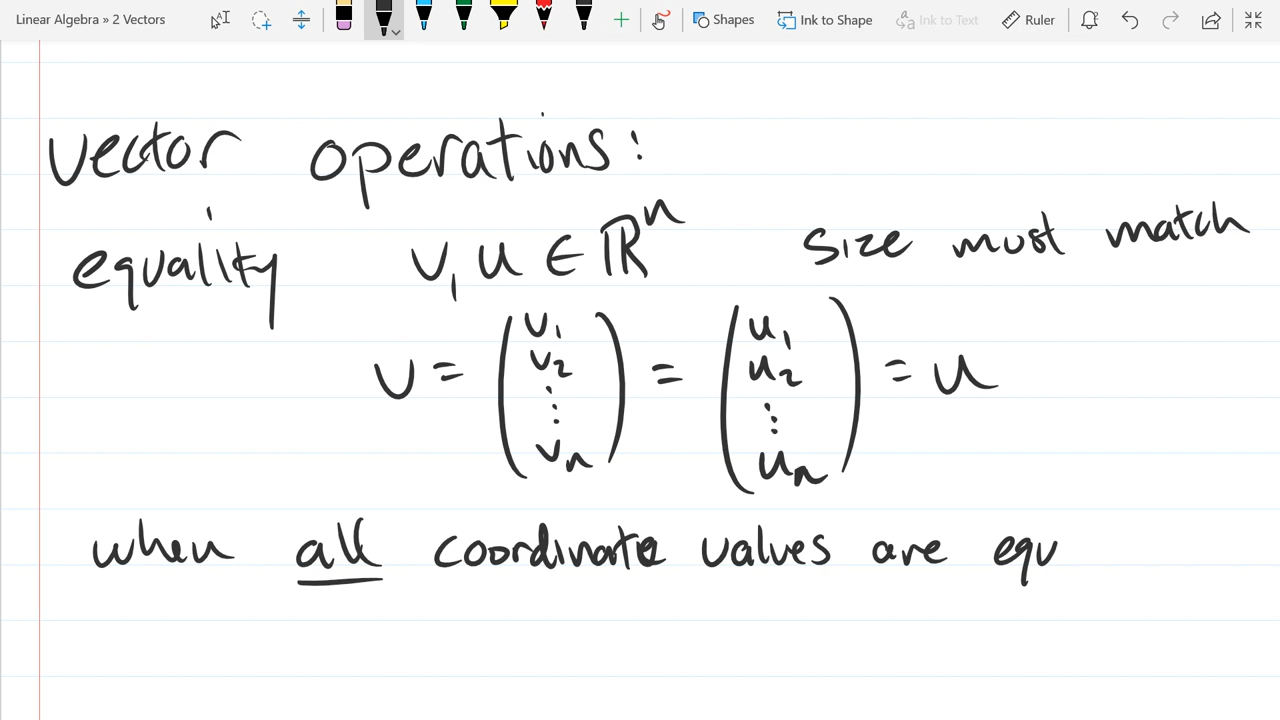 Linear Algebra » 2 Vectors Shapes Ink to Shape Ink to Text Ruler
vector operations:
equality v, u ∈ ℝⁿ size must match
v = (v₁ v₂ ⋮ vₙ) = (u₁ u₂ ⋮ uₙ) = u
when all coordinate values are equ